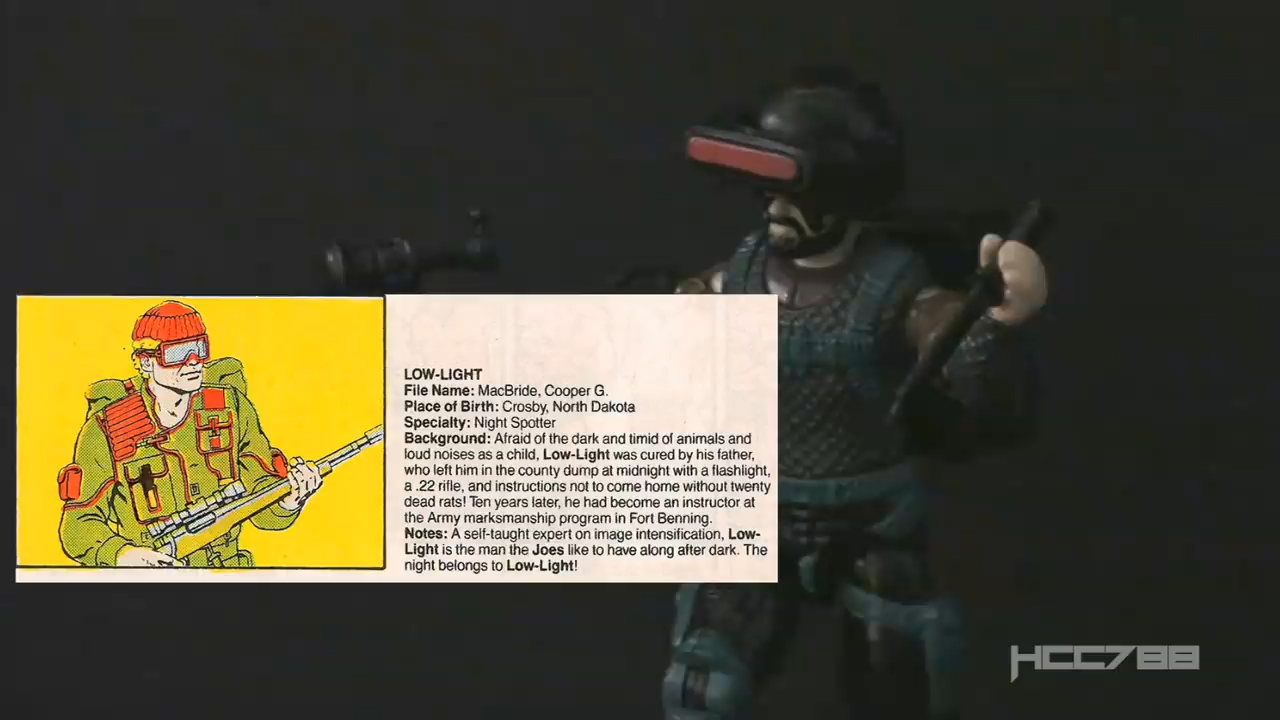 LOW-LIGHT
File Name: MacBride, Cooper G.
Place of Birth: Crosby, North Dakota
Specialty: Night Spotter
Background: Afraid of the dark and timid of animals and
loud noises as a child, Low-Light was cured by his father,
who left him in the county dump at midnight with a flashlight,
a .22 rifle, and instructions not to come home without twenty
dead rats! Ten years later, he had become an instructor at
the Army marksmanship program in Fort Benning.
Notes: A self-taught expert on image intensification, Low-
Light is the man the Joes like to have along after dark. The
night belongs to Low-Light!
HCC788